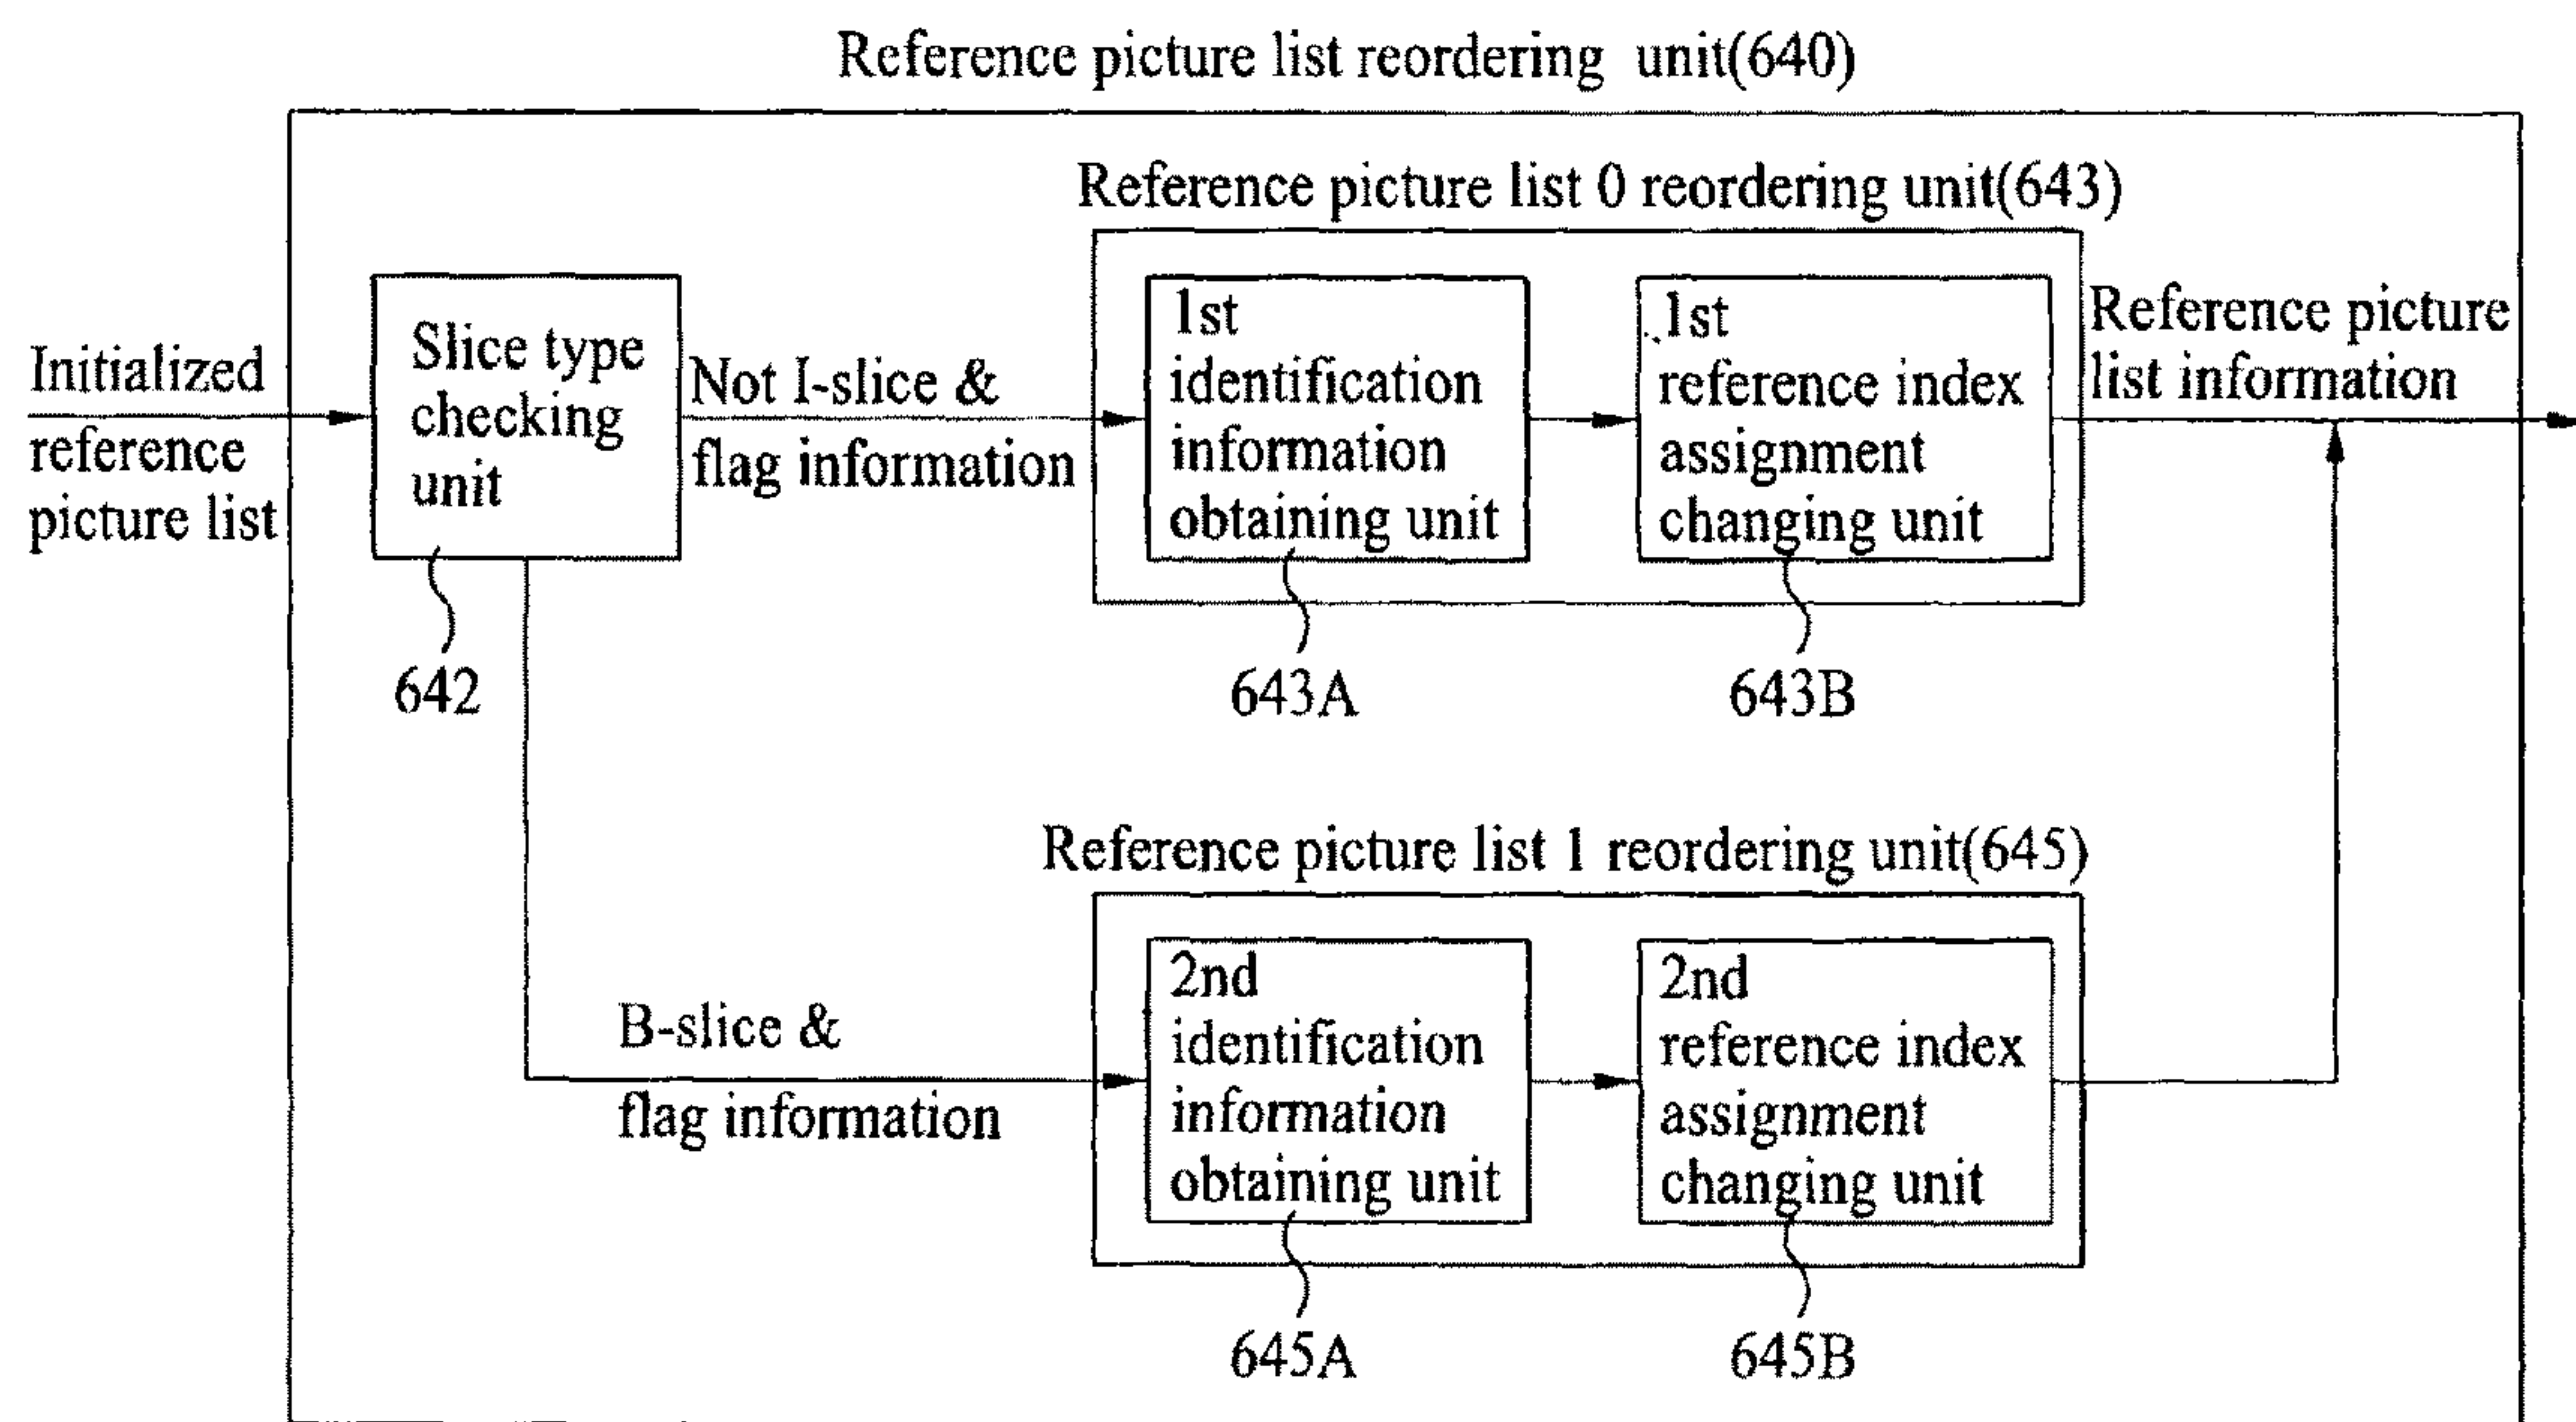 Reference picture list reordering unit(640)
Reference picture list 0 reordering unit(643)
Initialized
reference
picture list
Slice type
checking
unit
642
Not I-slice &
flag information
1st
identification
information
obtaining unit
643A
1st
reference index
assignment
changing unit
643B
Reference picture
list information
Reference picture list 1 reordering unit(645)
B-slice &
flag information
2nd
identification
information
obtaining unit
645A
2nd
reference index
assignment
changing unit
645B